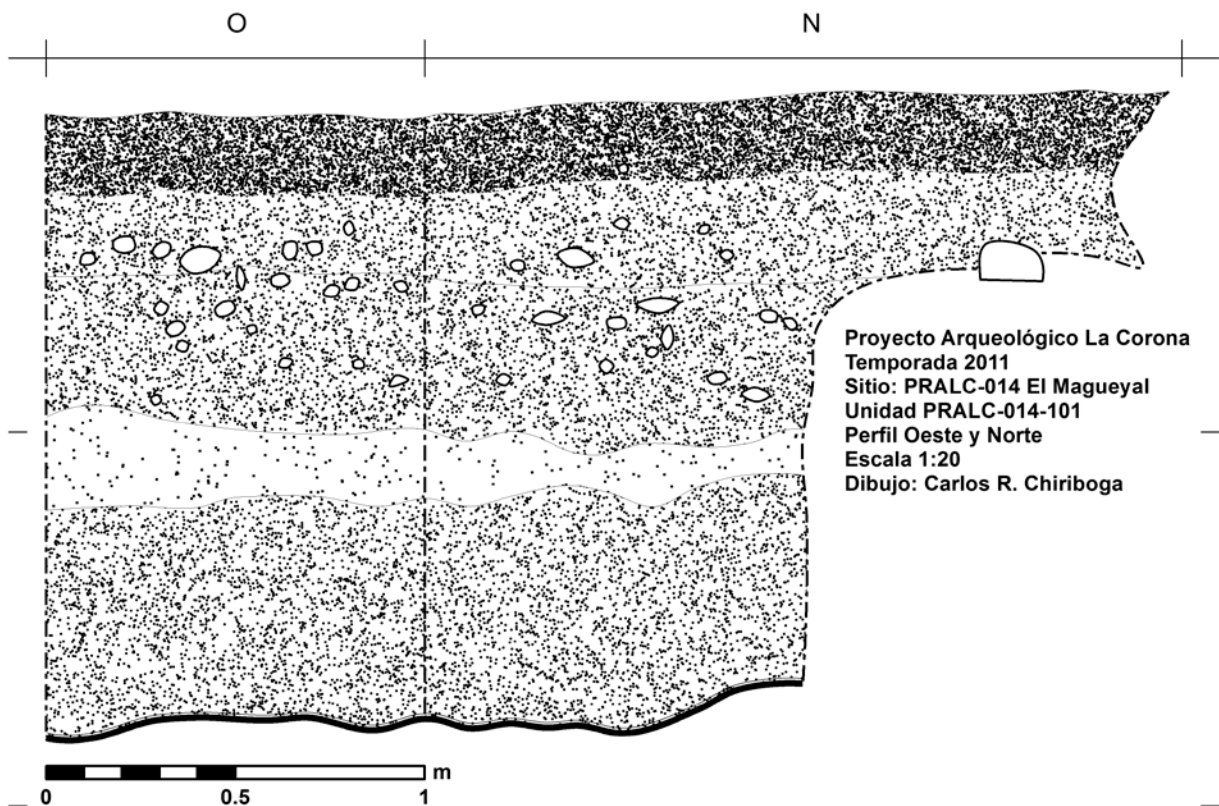 O
N
Proyecto Arqueológico La Corona
Temporada 2011
Sitio: PRALC-014 El Magueyal
Unidad PRALC-014-101
Perfil Oeste y Norte
Escala 1:20
Dibujo: Carlos R. Chiriboga
m
0
0.5
1